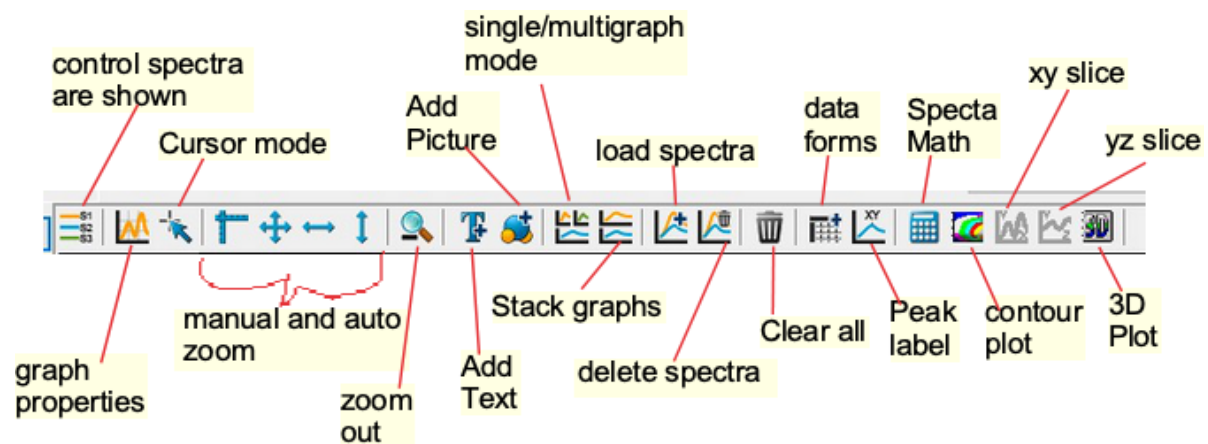 single/multigraph
mode
control spectra
are shown
xy slice
Add
Picture
data
forms
Specta
Math
Cursor mode
load spectra
yz slice
S1
S2
S3
T
XY
3D
Stack graphs
manual and auto
zoom
Clear all
Peak
label
contour
plot
3D
Plot
graph
properties
Add
Text
delete spectra
zoom
out